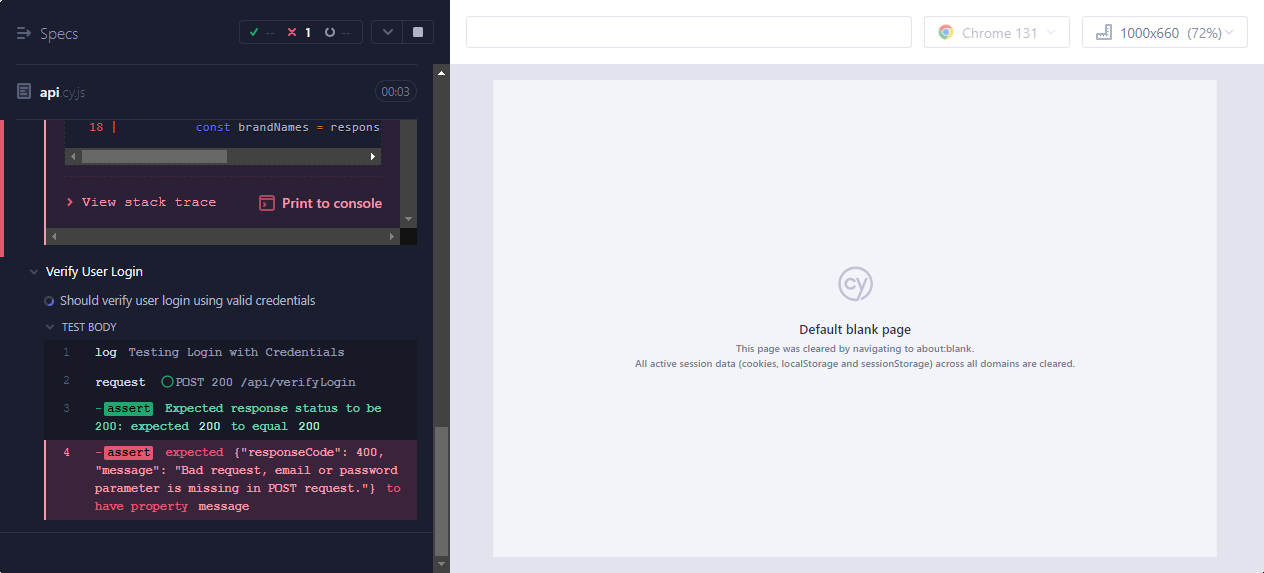 Specs
-- 1 --
Chrome 131
1000x660 (72%)
api.cy.js
00:03
18 | const brandNames = respons
View stack trace
Print to console
Verify User Login
Should verify user login using valid credentials
TEST BODY
1 log Testing Login with Credentials
2 request POST 200 /api/verifyLogin
3 -assert Expected response status to be
200: expected 200 to equal 200
4 -assert expected {"responseCode": 400,
"message": "Bad request, email or password
parameter is missing in POST request."} to
have property message
cy
Default blank page
This page was cleared by navigating to about:blank.
All active session data (cookies, localStorage and sessionStorage) across all domains are cleared.